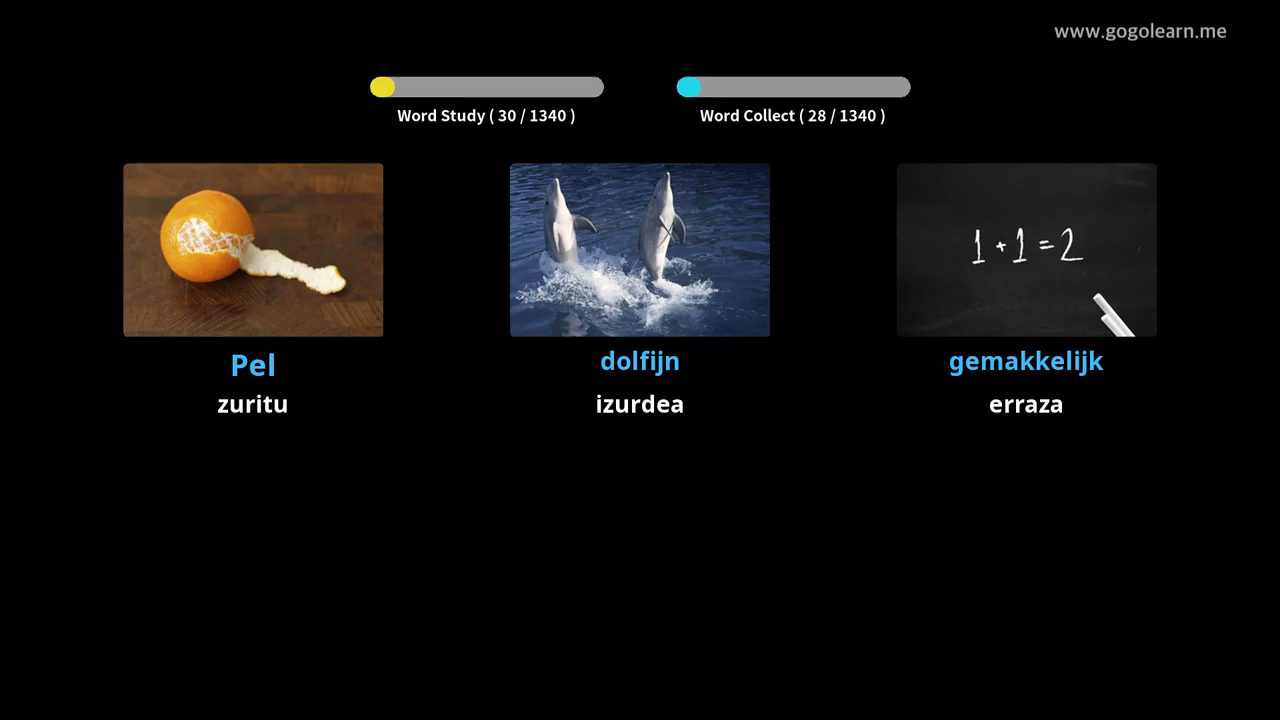 www.gogolearn.me
Word Study ( 30 / 1340 )
Word Collect ( 28 / 1340 )
1 + 1 = 2
Pel
dolfijn
gemakkelijk
zuritu
izurdea
erraza